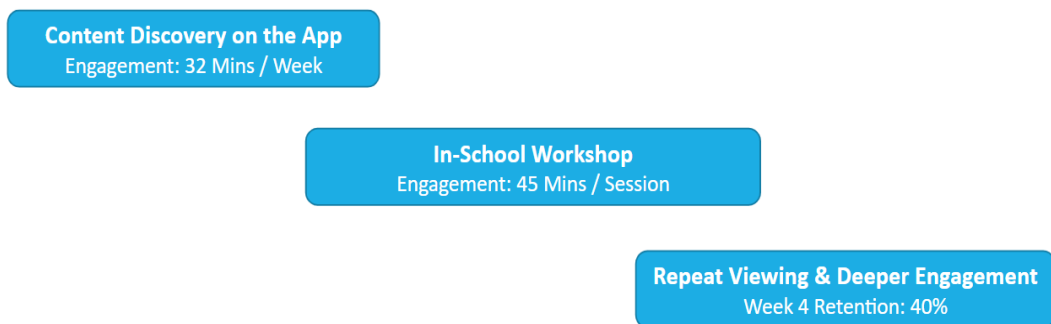 Content Discovery on the App
Engagement: 32 Mins / Week
In-School Workshop
Engagement: 45 Mins / Session
Repeat Viewing & Deeper Engagement
Week 4 Retention: 40%